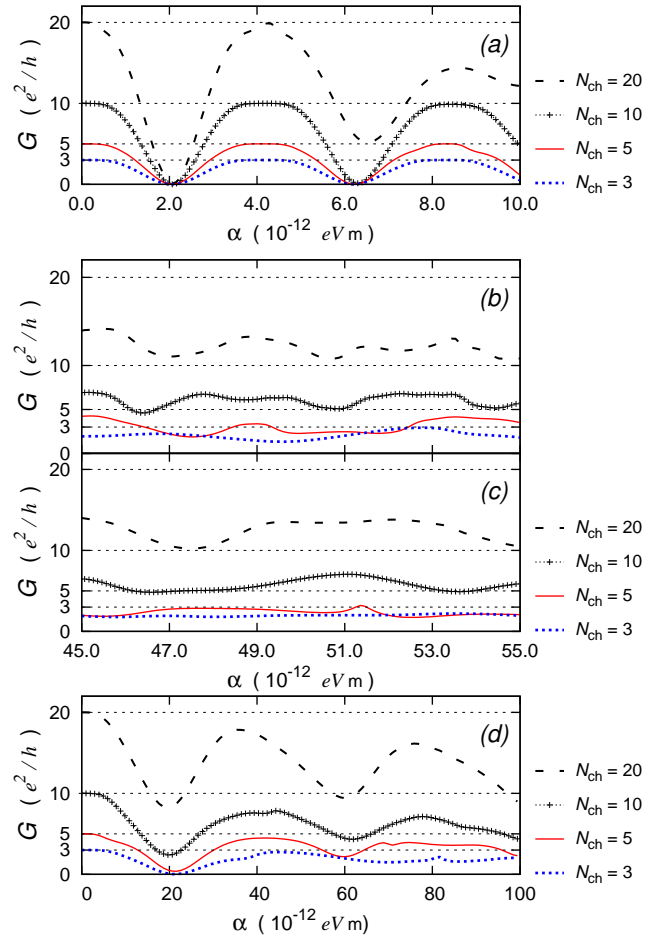 (a)
20
10
5
3
0
G ( e²/h )
0.0 2.0 4.0 6.0 8.0 10.0
α ( 10⁻¹² eVm )
N_ch = 20
N_ch = 10
N_ch = 5
N_ch = 3
(b)
20
10
5
3
0
G ( e²/h )
(c)
20
10
5
3
0
G ( e²/h )
45.0 47.0 49.0 51.0 53.0 55.0
α ( 10⁻¹² eVm )
N_ch = 20
N_ch = 10
N_ch = 5
N_ch = 3
(d)
20
10
5
3
0
G ( e²/h )
0 20 40 60 80 100
α ( 10⁻¹² eVm)
N_ch = 20
N_ch = 10
N_ch = 5
N_ch = 3